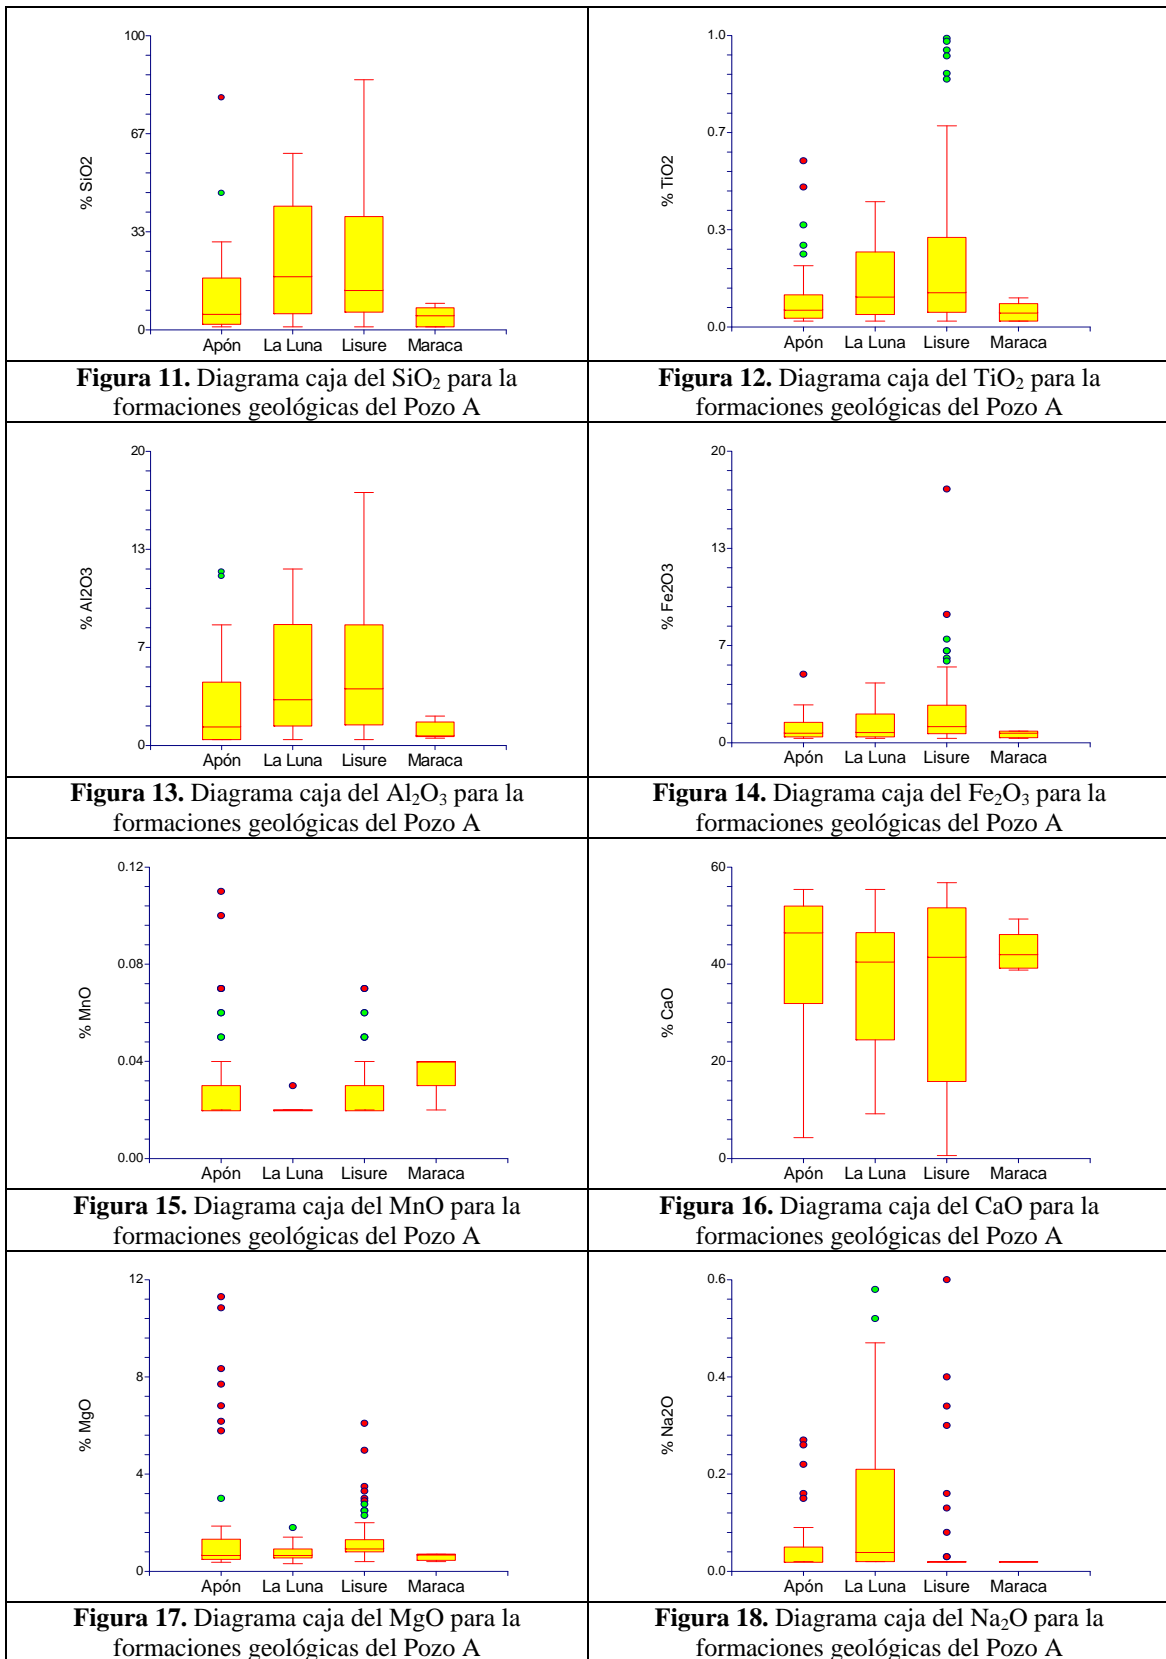 100
67
33
0
% SiO2
Apón La Luna Lisure Maraca
Figura 11. Diagrama caja del SiO₂ para la
formaciones geológicas del Pozo A
1.0
0.7
0.3
0.0
% TiO2
Apón La Luna Lisure Maraca
Figura 12. Diagrama caja del TiO₂ para la
formaciones geológicas del Pozo A
20
13
7
0
% Al2O3
Apón La Luna Lisure Maraca
Figura 13. Diagrama caja del Al₂O₃ para la
formaciones geológicas del Pozo A
20
13
7
0
% Fe2O3
Apón La Luna Lisure Maraca
Figura 14. Diagrama caja del Fe₂O₃ para la
formaciones geológicas del Pozo A
0.12
0.08
0.04
0.00
% MnO
Apón La Luna Lisure Maraca
Figura 15. Diagrama caja del MnO para la
formaciones geológicas del Pozo A
60
40
20
0
% CaO
Apón La Luna Lisure Maraca
Figura 16. Diagrama caja del CaO para la
formaciones geológicas del Pozo A
12
8
4
0
% MgO
Apón La Luna Lisure Maraca
Figura 17. Diagrama caja del MgO para la
formaciones geológicas del Pozo A
0.6
0.4
0.2
0.0
% Na2O
Apón La Luna Lisure Maraca
Figura 18. Diagrama caja del Na₂O para la
formaciones geológicas del Pozo A